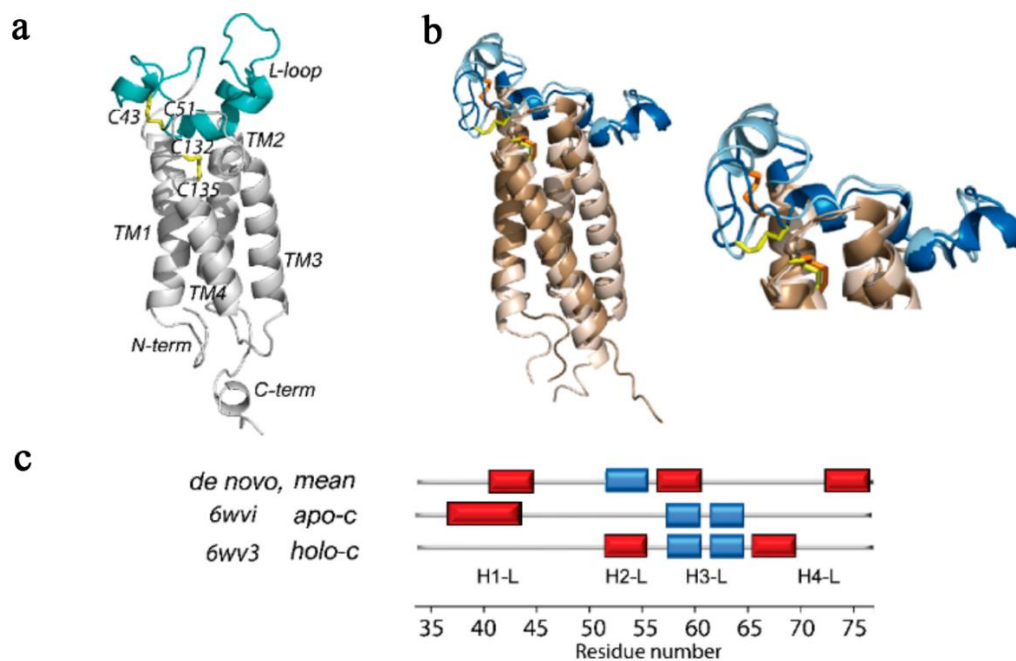 a
b
L-loop
C43
C51
C132
TM2
C135
TM1
TM3
TM4
N-term
C-term
c
de novo, mean
6wvi apo-c
6wv3 holo-c
H1-L H2-L H3-L H4-L
35 40 45 50 55 60 65 70 75
Residue number